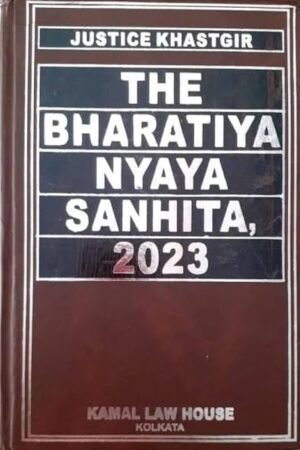 JUSTICE KHASTGIR
THE
BHARATIYA
NYAYA
SANHITA,
2023
KAMAL LAW HOUSE
KOLKATA